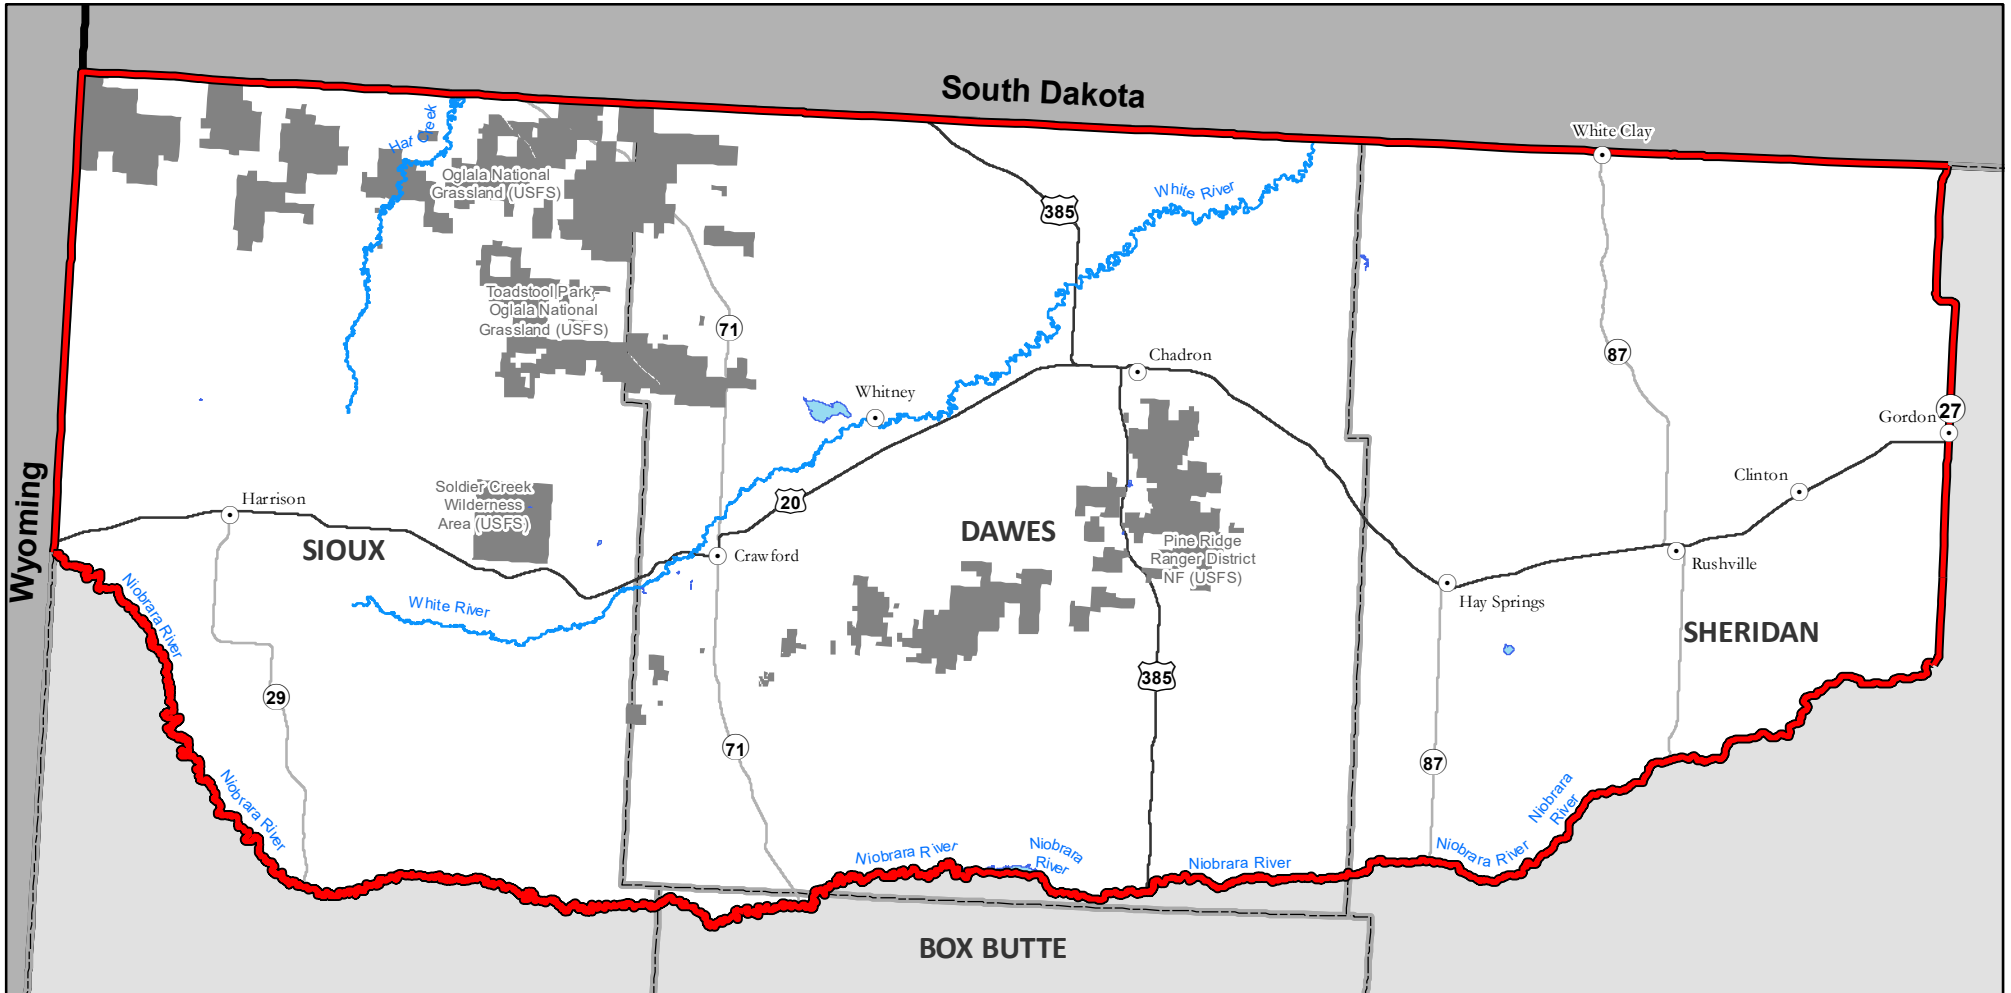 South Dakota
White Clay
Hat Creek
Oglala National
Grassland (USFS)
White River
385
Toadstool Park -
Oglala National
Grassland (USFS)
71
87
Chadron
Whitney
27
Gordon
Wyoming
Harrison
Soldier Creek
Wilderness
Area (USFS)
20
Clinton
SIOUX
DAWES
Crawford
Pine Ridge
Ranger District
NF (USFS)
Rushville
Hay Springs
Niobrara River
White River
SHERIDAN
29
385
71
87
Niobrara River
Niobrara River
Niobrara
River
Niobrara River
Niobrara River
Niobrara
River
BOX BUTTE